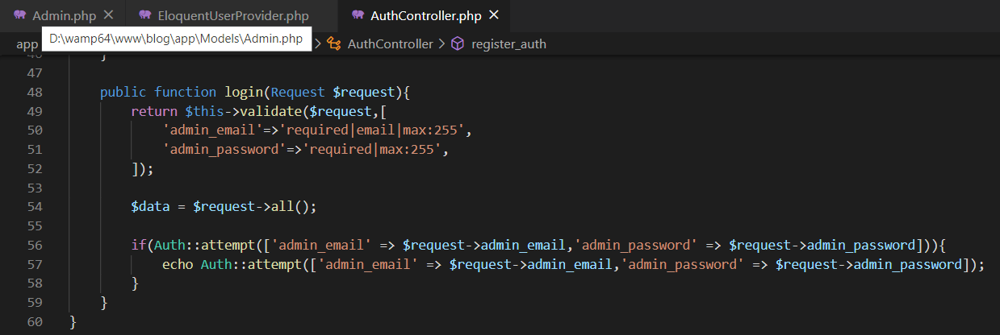 Admin.php
EloquentUserProvider.php
AuthController.php
app
D:\wamp64\www\blog\app\Models\Admin.php
> AuthController > register_auth
47
48 public function login(Request $request){
49 return $this->validate($request,[
50 'admin_email'=>'required|email|max:255',
51 'admin_password'=>'required|max:255',
52 ]);
53
54 $data = $request->all();
55
56 if(Auth::attempt(['admin_email' => $request->admin_email,'admin_password' => $request->admin_password])){
57 echo Auth::attempt(['admin_email' => $request->admin_email,'admin_password' => $request->admin_password]);
58 }
59 }
60 }